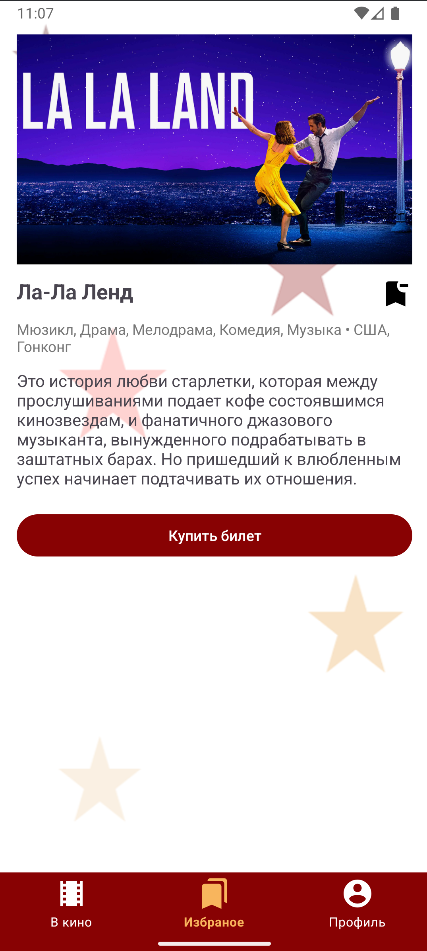 11:07
LA LA LAND
Ла-Ла Ленд
Мюзикл, Драма, Мелодрама, Комедия, Музыка • США,
Гонконг
Это история любви старлетки, которая между
прослушиваниями подает кофе состоявшимся
кинозвездам, и фанатичного джазового
музыканта, вынужденного подрабатывать в
заштатных барах. Но пришедший к влюбленным
успех начинает подтачивать их отношения.
Купить билет
В кино
Избраное
Профиль